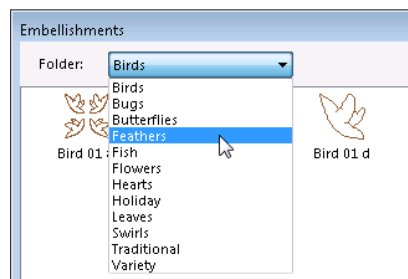 Embellishments
Folder: Birds
Birds
Bugs
Butterflies
Feathers
Fish
Flowers
Hearts
Holiday
Leaves
Swirls
Traditional
Variety
Bird 01
Bird 01 d